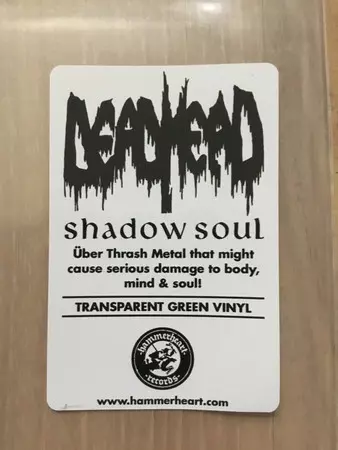 DEADHEAD
shadow soul
Über Thrash Metal that might
cause serious damage to body,
mind & soul!
TRANSPARENT GREEN VINYL
hammerheart
records
www.hammerheart.com